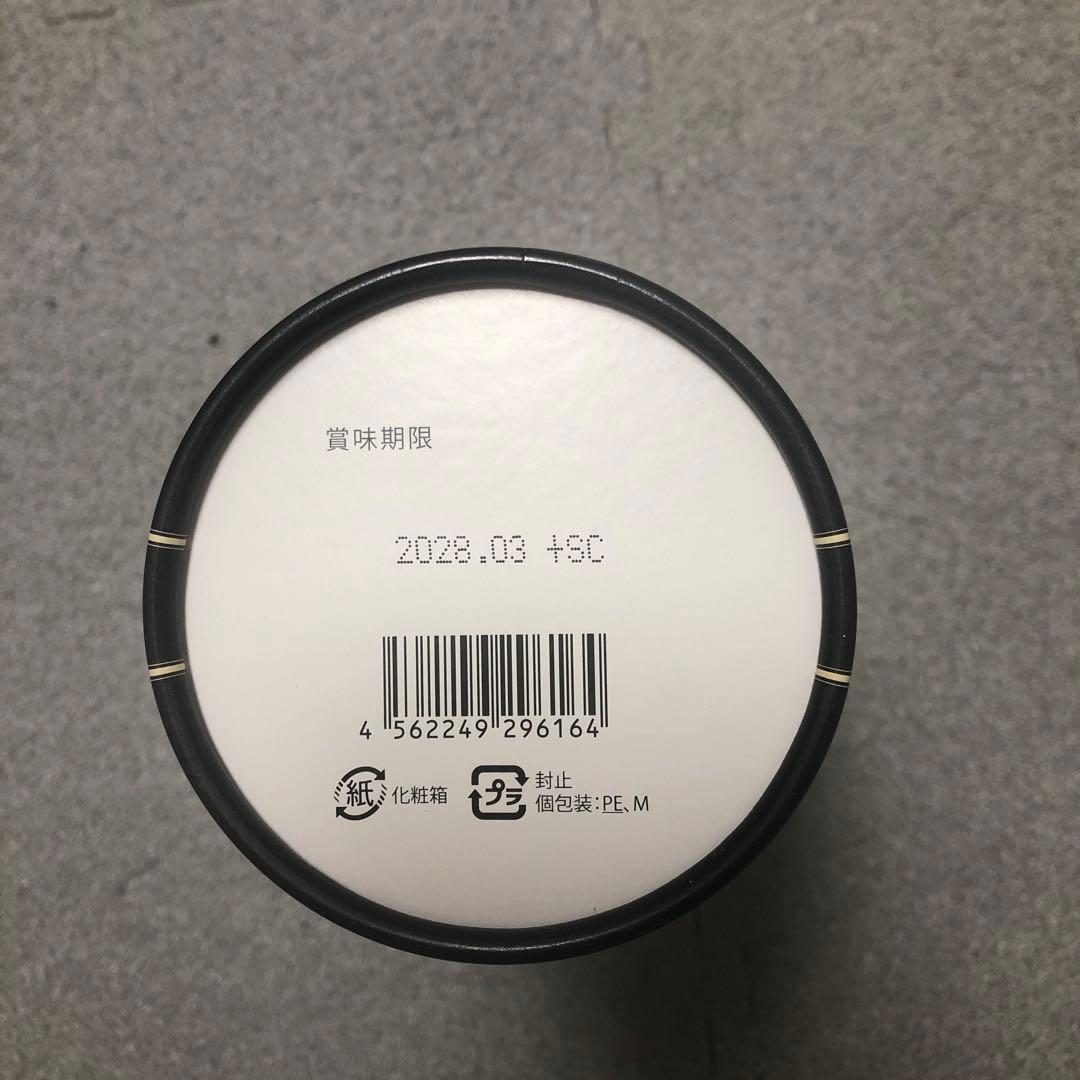 賞味期限
2028.03 +SC
4 562249 296164
紙 化粧箱
プラ 封止
個包装:PE、M